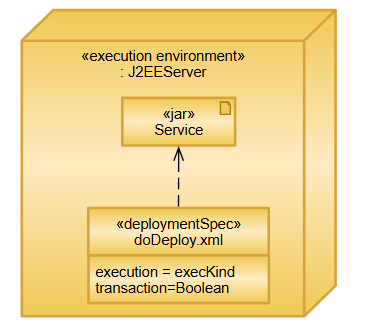 «execution environment»
: J2EEServer
«jar»
Service
«deploymentSpec»
doDeploy.xml
execution = execKind
transaction=Boolean